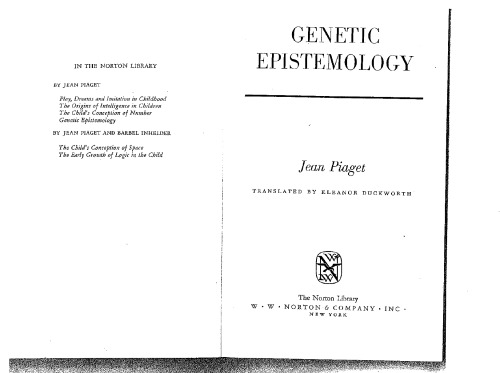 IN THE NORTON LIBRARY
BY JEAN PIAGET
Play, Dreams and Imitation in Childhood
The Origins of Intelligence in Children
The Child's Conception of Number
Genetic Epistemology
BY JEAN PIAGET AND BARBEL INHELDER
The Child's Conception of Space
The Early Growth of Logic in the Child
GENETIC
EPISTEMOLOGY
Jean Piaget
TRANSLATED BY ELEANOR DUCKWORTH
The Norton Library
W · W · NORTON & COMPANY · INC ·
NEW YORK